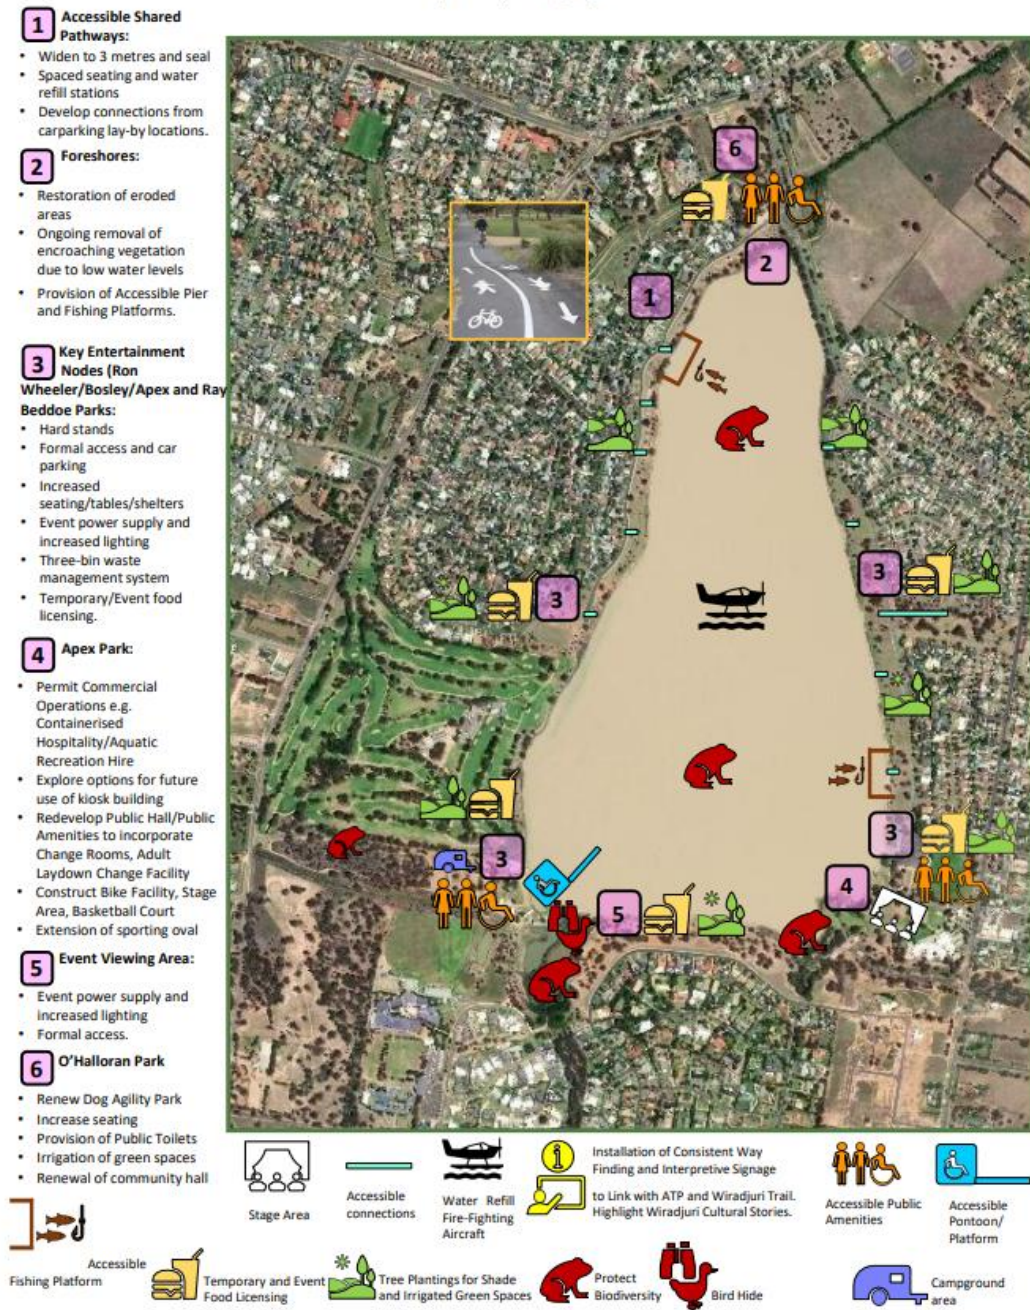 1 Accessible Shared
Pathways:
• Widen to 3 metres and seal
• Spaced seating and water
refill stations
• Develop connections from
carparking lay-by locations.
2 Foreshores:
• Restoration of eroded
areas
• Ongoing removal of
encroaching vegetation
due to low water levels
• Provision of Accessible Pier
and Fishing Platforms.
3 Key Entertainment
Nodes (Ron
Wheeler/Bosley/Apex and Ray
Beddoe Parks:
• Hard stands
• Formal access and car
parking
• Increased
seating/tables/shelters
• Event power supply and
increased lighting
• Three-bin waste
management system
• Temporary/Event food
licensing.
4 Apex Park:
• Permit Commercial
Operations e.g.
Containerised
Hospitality/Aquatic
Recreation Hire
• Explore options for future
use of kiosk building
• Redevelop Public Hall/Public
Amenities to incorporate
Change Rooms, Adult
Laydown Change Facility
• Construct Bike Facility, Stage
Area, Basketball Court
• Extension of sporting oval
5 Event Viewing Area:
• Event power supply and
increased lighting
• Formal access.
6 O'Halloran Park
• Renew Dog Agility Park
• Increase seating
• Provision of Public Toilets
• Irrigation of green spaces
• Renewal of community hall
6
2
1
3
3
3
3
4
5
Stage Area
Accessible
connections
Water Refill
Fire-Fighting
Aircraft
i
Installation of Consistent Way
Finding and Interpretive Signage
to Link with ATP and Wiradjuri Trail.
Highlight Wiradjuri Cultural Stories.
Accessible Public
Amenities
Accessible
Pontoon/
Platform
Accessible
Fishing Platform
Temporary and Event
Food Licensing
Tree Plantings for Shade
and Irrigated Green Spaces
Protect
Biodiversity
Bird Hide
Campground
area